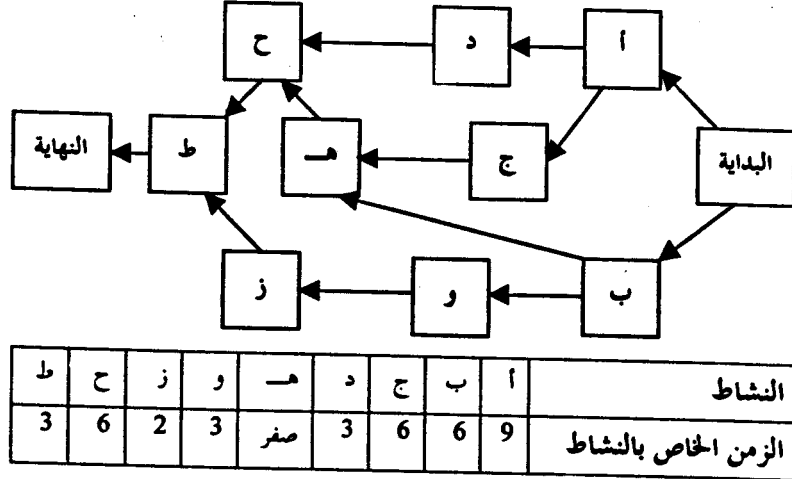 أ
د
ح
البداية
ج
هـ
ط
النهاية
ب
و
ز
النشاط أ ب ج د هـ و ز ح ط
الزمن الخاص بالنشاط 9 6 6 3 صفر 3 2 6 3